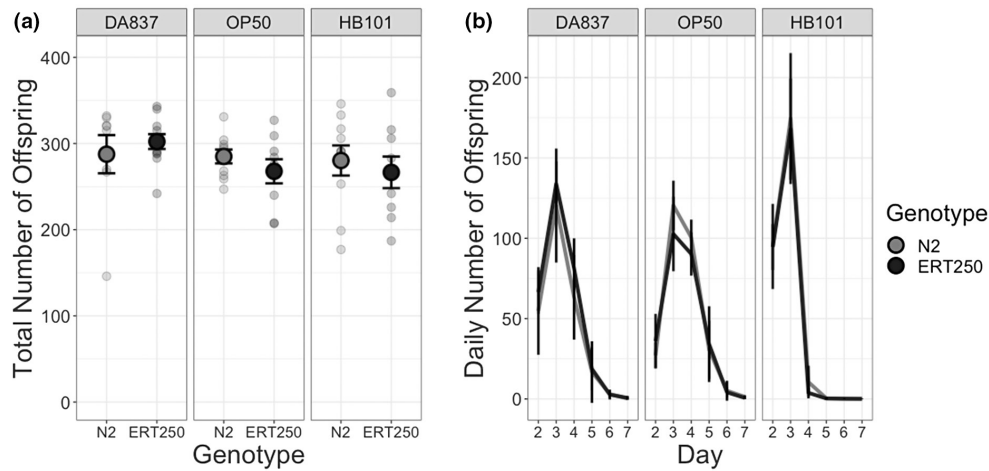 (a)
DA837 OP50 HB101
Total Number of Offspring
400
300
200
100
0
N2 ERT250 N2 ERT250 N2 ERT250
Genotype
(b)
DA837 OP50 HB101
Daily Number of Offspring
200
150
100
50
0
2 3 4 5 6 7 2 3 4 5 6 7 2 3 4 5 6 7
Day
Genotype
N2
ERT250